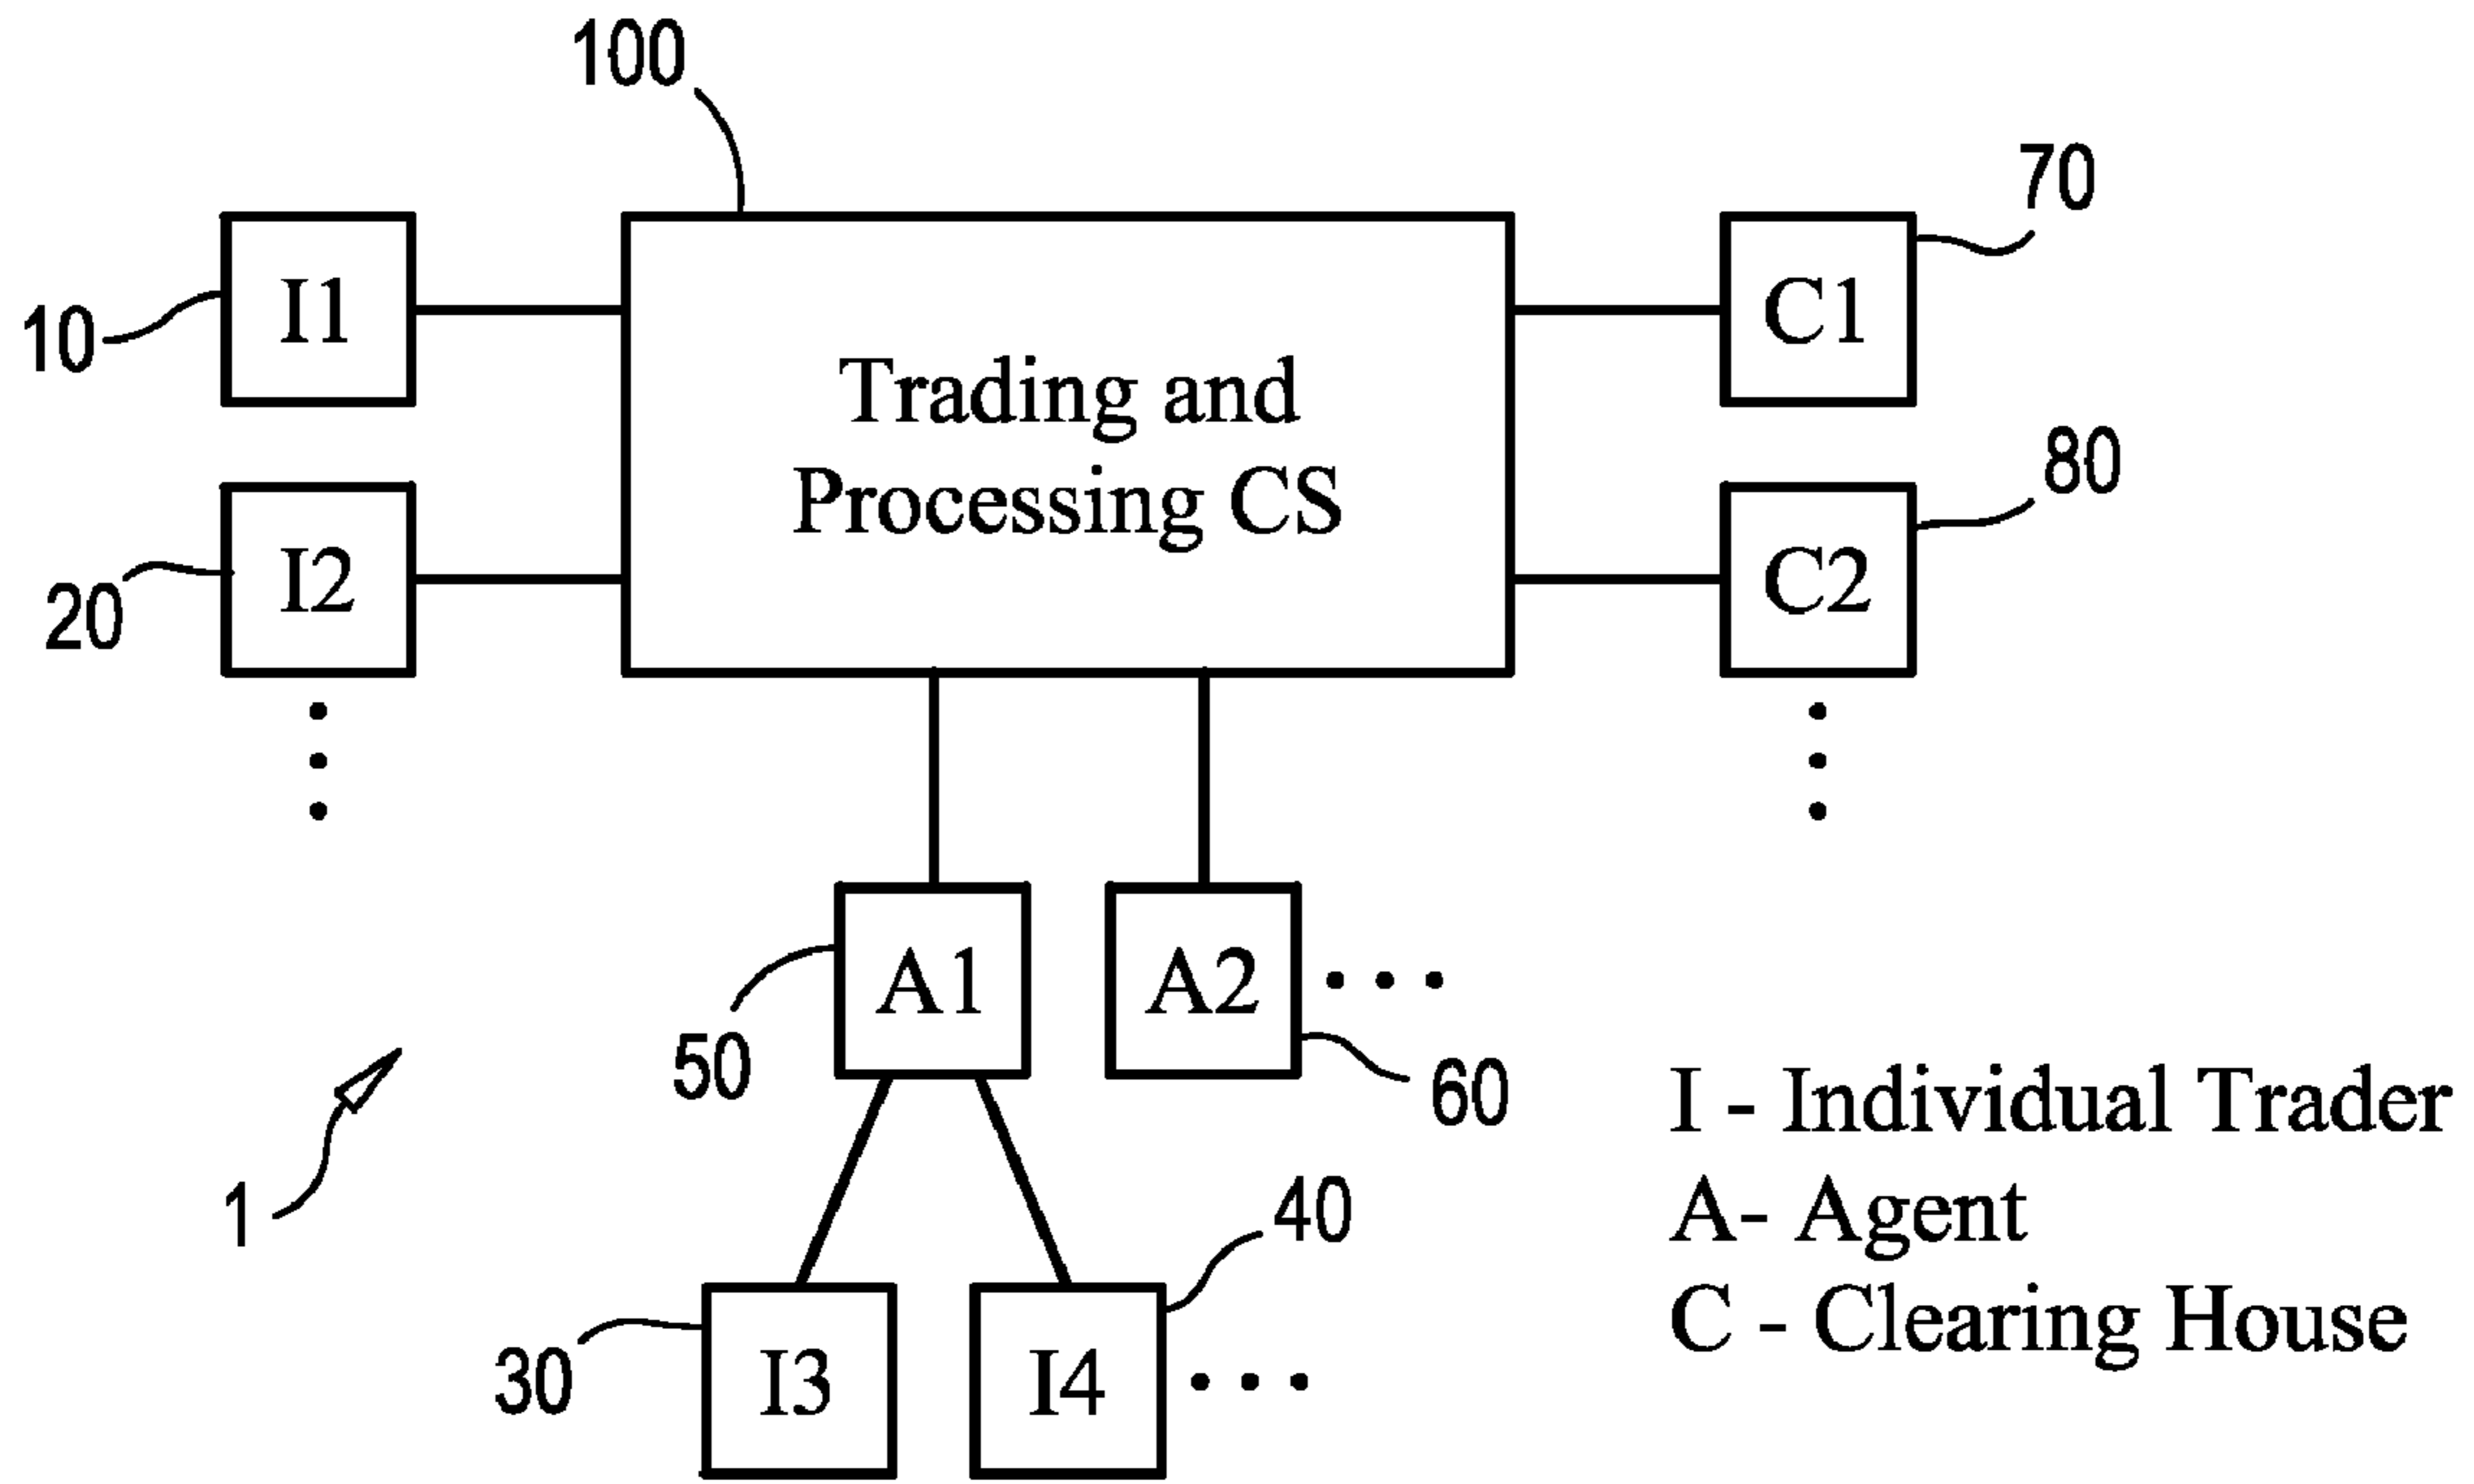 100
70
I1
C1
10
Trading and
Processing CS
80
I2
C2
20
A1
A2
50
60
I - Individual Trader
1
40
A- Agent
C - Clearing House
30
I3
I4